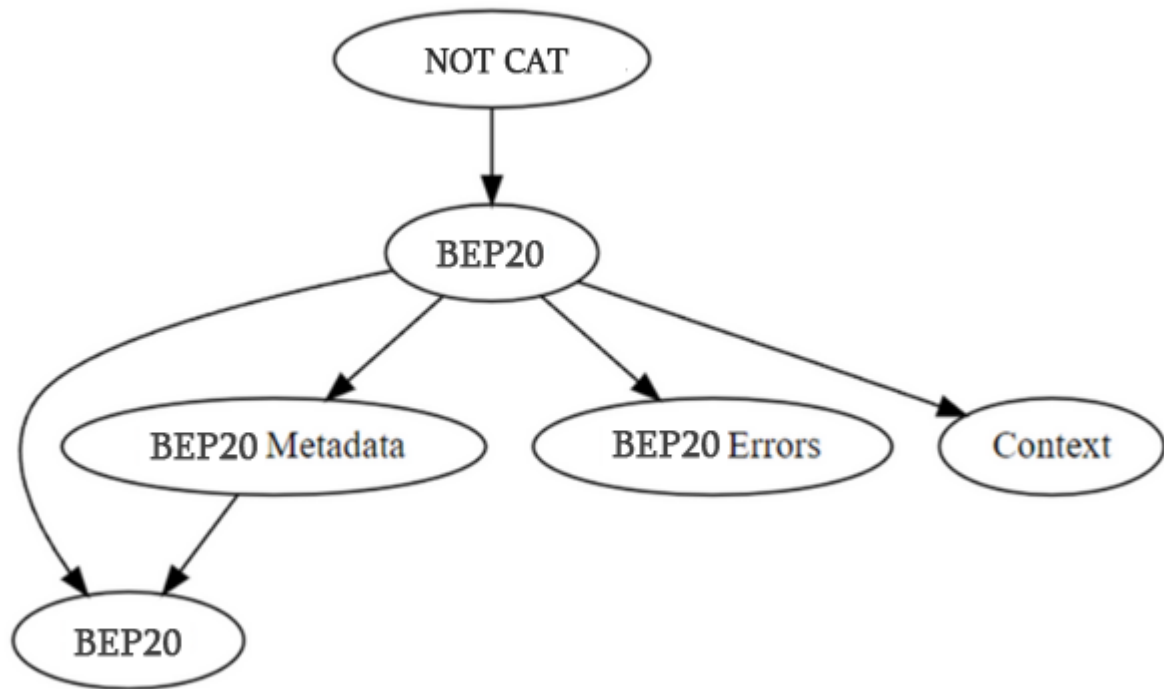 NOT CAT
BEP20
BEP20 Metadata
BEP20 Errors
Context
BEP20